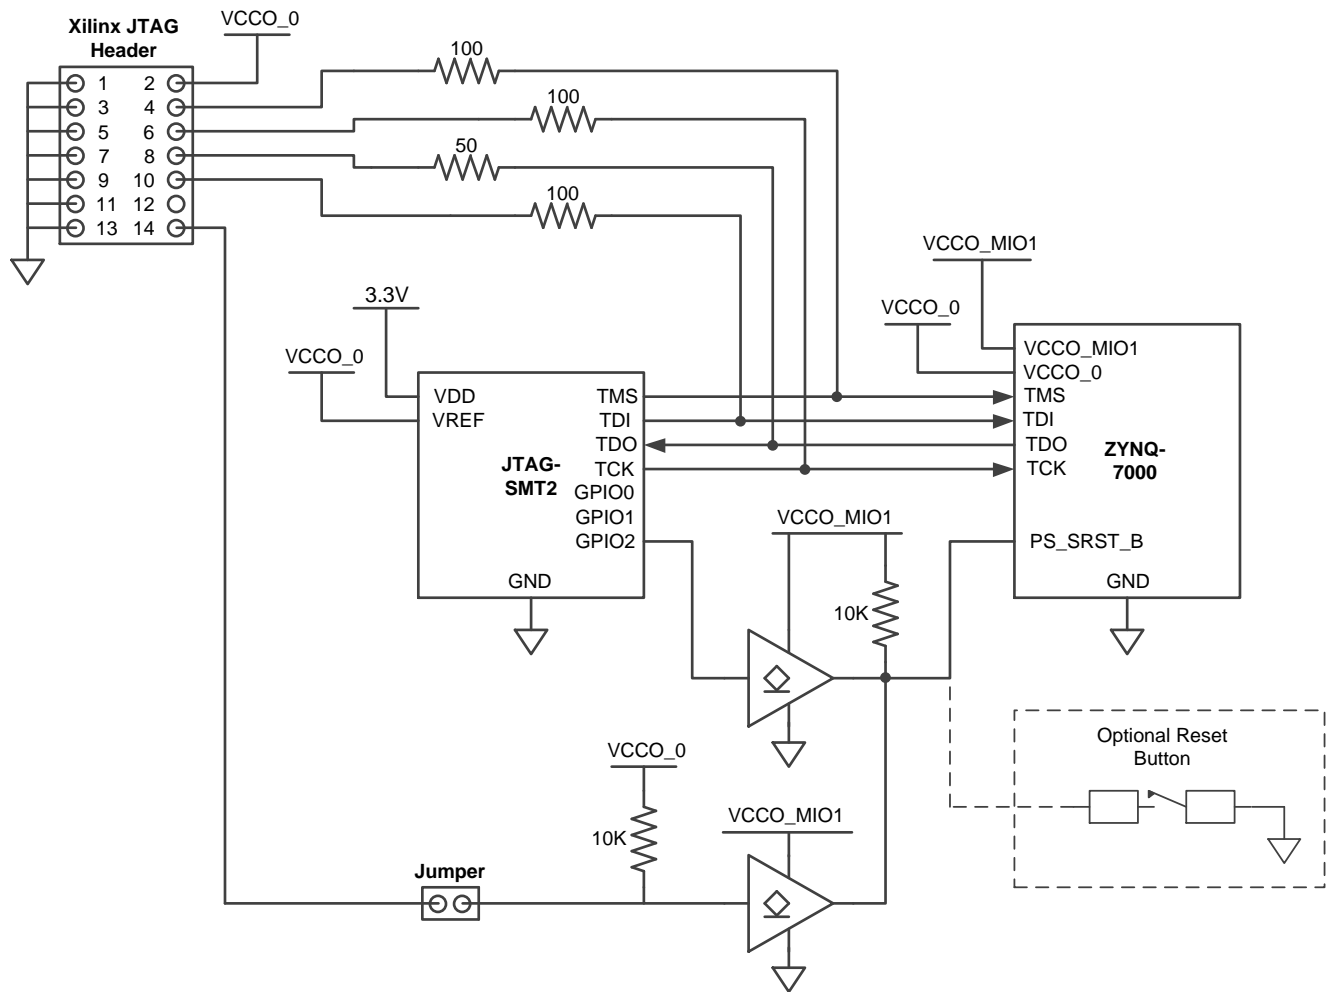 Xilinx JTAG
Header
VCCO_0
1 2
3 4
5 6
7 8
9 10
11 12
13 14
100
100
50
100
VCCO_MIO1
VCCO_0
3.3V
VCCO_0
VDD
VREF
JTAG-
SMT2
TMS
TDI
TDO
TCK
GPIO0
GPIO1
GPIO2
GND
VCCO_MIO1
VCCO_0
TMS
TDI
TDO
TCK
ZYNQ-
7000
PS_SRST_B
GND
VCCO_MIO1
10K
Optional Reset
Button
VCCO_0
10K
VCCO_MIO1
Jumper